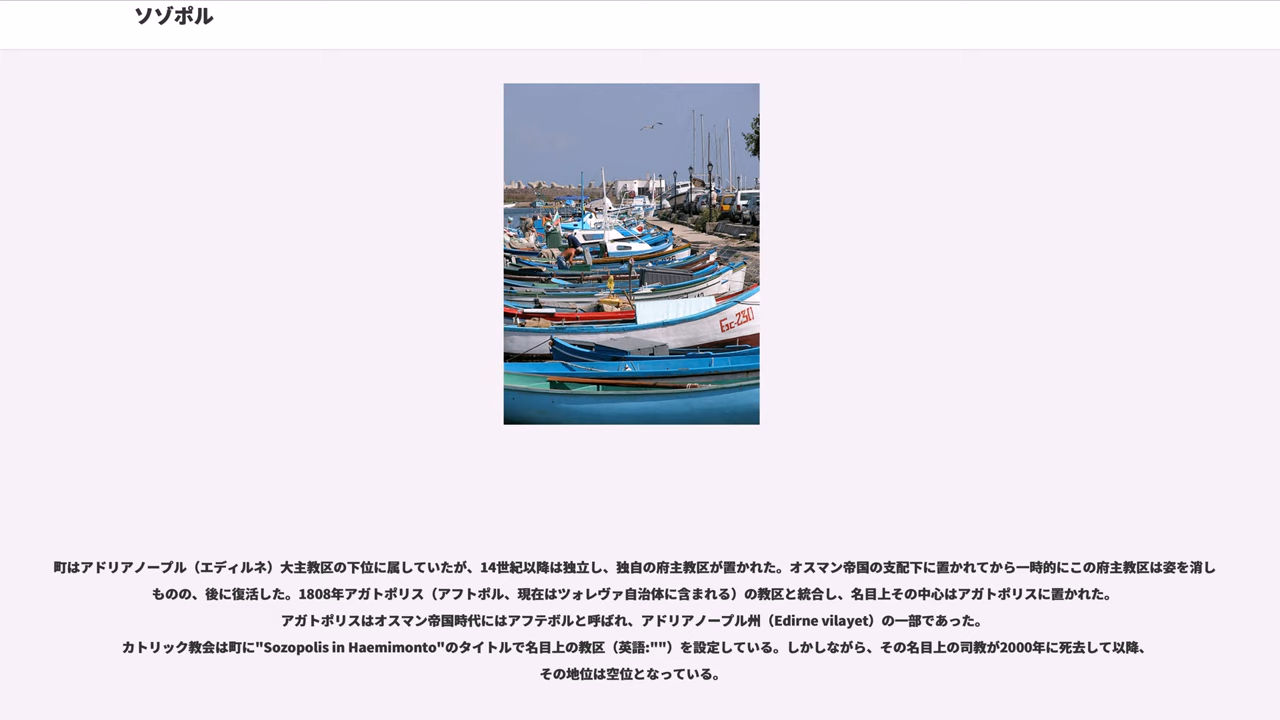 ソゾポル
Бс-230
町はアドリアノープル（エディルネ）大主教区の下位に属していたが、14世紀以降は独立し、独自の府主教区が置かれた。オスマン帝国の支配下に置かれてから一時的にこの府主教区は姿を消し
ものの、後に復活した。1808年アガトポリス（アフトポル、現在はツォレヴァ自治体に含まれる）の教区と統合し、名目上その中心はアガトポリスに置かれた。
アガトポリスはオスマン帝国時代にはアフテボルと呼ばれ、アドリアノープル州（Edirne vilayet）の一部であった。
カトリック教会は町に"Sozopolis in Haemimonto"のタイトルで名目上の教区（英語:""）を設定している。しかしながら、その名目上の司教が2000年に死去して以降、
その地位は空位となっている。